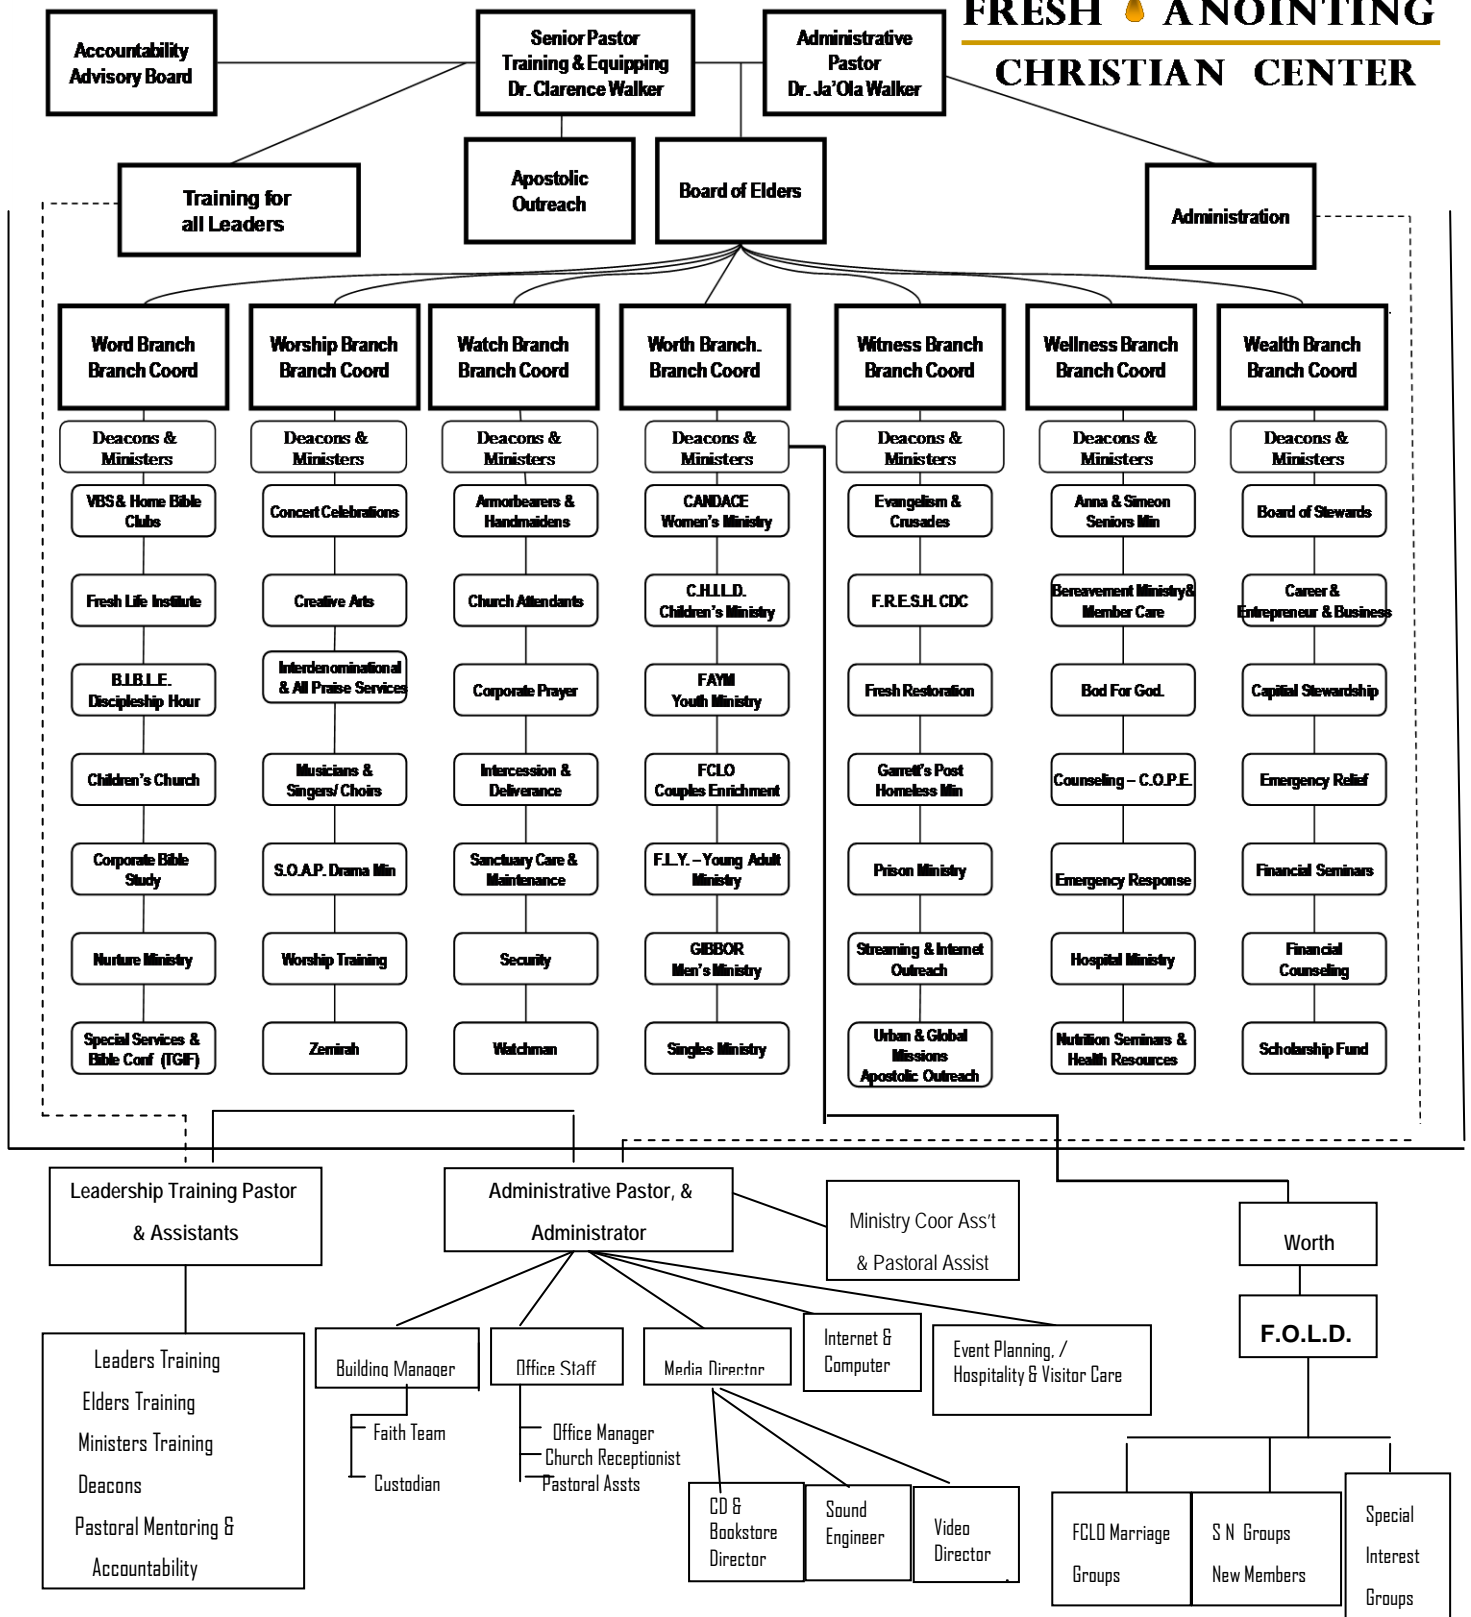 FRESH ANOINTING
CHRISTIAN CENTER
Accountability
Advisory Board
Senior Pastor
Training & Equipping
Dr. Clarence Walker
Administrative
Pastor
Dr. Ja'Ola Walker
Training for
all Leaders
Apostolic
Outreach
Board of Elders
Administration
Word Branch
Branch Coord
Worship Branch
Branch Coord
Watch Branch
Branch Coord
Worth Branch.
Branch Coord
Witness Branch
Branch Coord
Wellness Branch
Branch Coord
Wealth Branch
Branch Coord
Deacons &
Ministers
Deacons &
Ministers
Deacons &
Ministers
Deacons &
Ministers
Deacons &
Ministers
Deacons &
Ministers
Deacons &
Ministers
VBS & Home Bible
Clubs
Concert Celebrations
Armorbearers &
Handmaidens
CANDACE
Women's Ministry
Evangelism &
Crusades
Anna & Simeon
Seniors Min
Board of Stewards
Fresh Life Institute
Creative Arts
Church Attendants
C.H.I.L.D.
Children's Ministry
F.R.E.S.H. CDC
Bereavement Ministry&
Member Care
Career &
Entrepreneur & Business
B.I.B.L.E.
Discipleship Hour
Interdenominational
& All Praise Services
Corporate Prayer
FAYM
Youth Ministry
Fresh Restoration
Bod For God.
Capitial Stewardship
Children's Church
Musicians &
Singers/ Choirs
Intercession &
Deliverance
FCLO
Couples Enrichment
Garrett's Post
Homeless Min
Counseling – C.O.P.E.
Emergency Relief
Corporate Bible
Study
S.O.A.P. Drama Min
Sanctuary Care &
Maintenance
F.L.Y. – Young Adult
Ministry
Prison Ministry
Emergency Response
Financial Seminars
Nurture Ministry
Worship Training
Security
GIBBOR
Men's Ministry
Streaming & Internet
Outreach
Hospital Ministry
Financial
Counseling
Special Services &
Bible Conf (TGIF)
Zemirah
Watchman
Singles Ministry
Urban & Global
Missions
Apostolic Outreach
Nutrition Seminars &
Health Resources
Scholarship Fund
Leadership Training Pastor
& Assistants
Administrative Pastor, &
Administrator
Ministry Coor Ass't
& Pastoral Assist
Worth
F.O.L.D.
Leaders Training
Elders Training
Ministers Training
Deacons
Pastoral Mentoring &
Accountability
Building Manager
Faith Team
Custodian
Office Staff
Office Manager
Church Receptionist
Pastoral Assts
Media Director
Internet &
Computer
Event Planning, /
Hospitality & Visitor Care
CD &
Bookstore
Director
Sound
Engineer
Video
Director
FCLO Marriage
Groups
S N Groups
New Members
Special
Interest
Groups